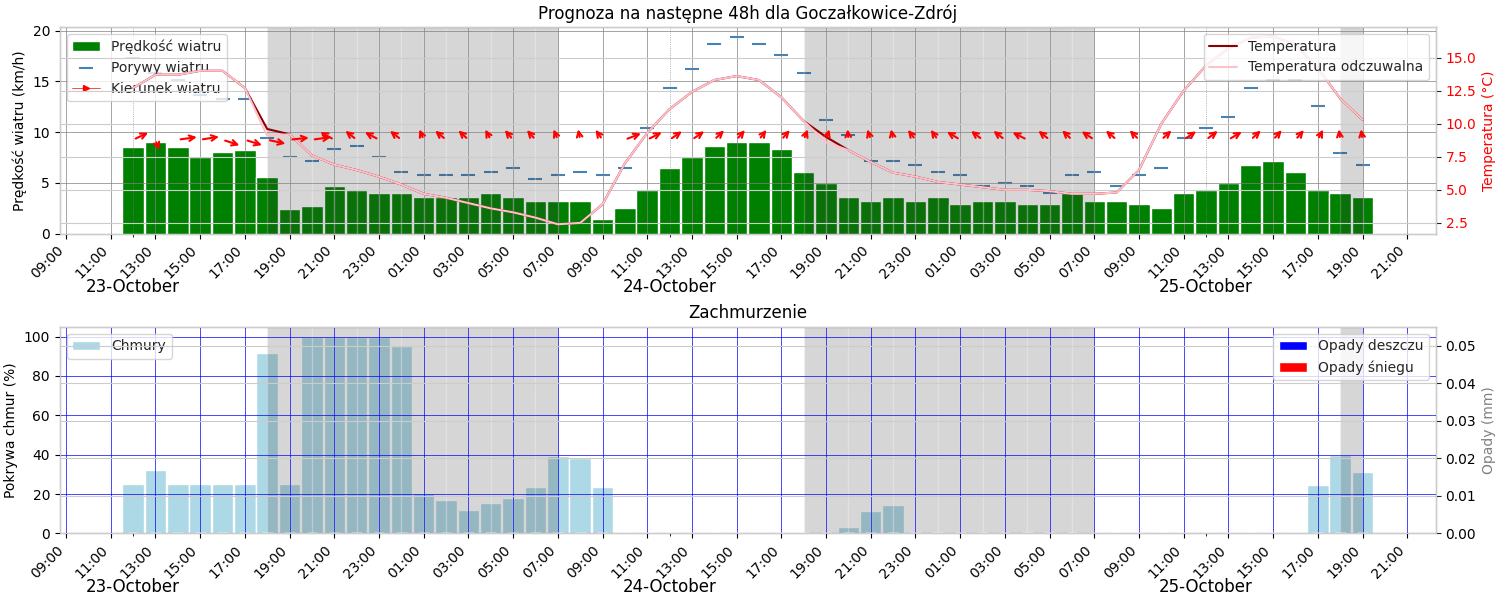 Prognoza na następne 48h dla Goczałkowice-Zdrój
Prędkość wiatru (km/h)
20
15
10
5
0
Prędkość wiatru
Porywy wiatru
Kierunek wiatru
Temperatura
Temperatura odczuwalna
15.0
12.5
10.0
7.5
5.0
2.5
Temperatura (°C)
09:00 11:00 13:00 15:00 17:00 19:00 21:00 23:00 01:00 03:00 05:00 07:00 09:00 11:00 13:00 15:00 17:00 19:00 21:00 23:00 01:00 03:00 05:00 07:00 09:00 11:00 13:00 15:00 17:00 19:00 21:00
23-October 24-October 25-October
Zachmurzenie
Pokrywa chmur (%)
100
80
60
40
20
0
Chmury
Opady deszczu
Opady śniegu
0.05
0.04
0.03
0.02
0.01
0.00
Opady (mm)
09:00 11:00 13:00 15:00 17:00 19:00 21:00 23:00 01:00 03:00 05:00 07:00 09:00 11:00 13:00 15:00 17:00 19:00 21:00 23:00 01:00 03:00 05:00 07:00 09:00 11:00 13:00 15:00 17:00 19:00 21:00
23-October 24-October 25-October